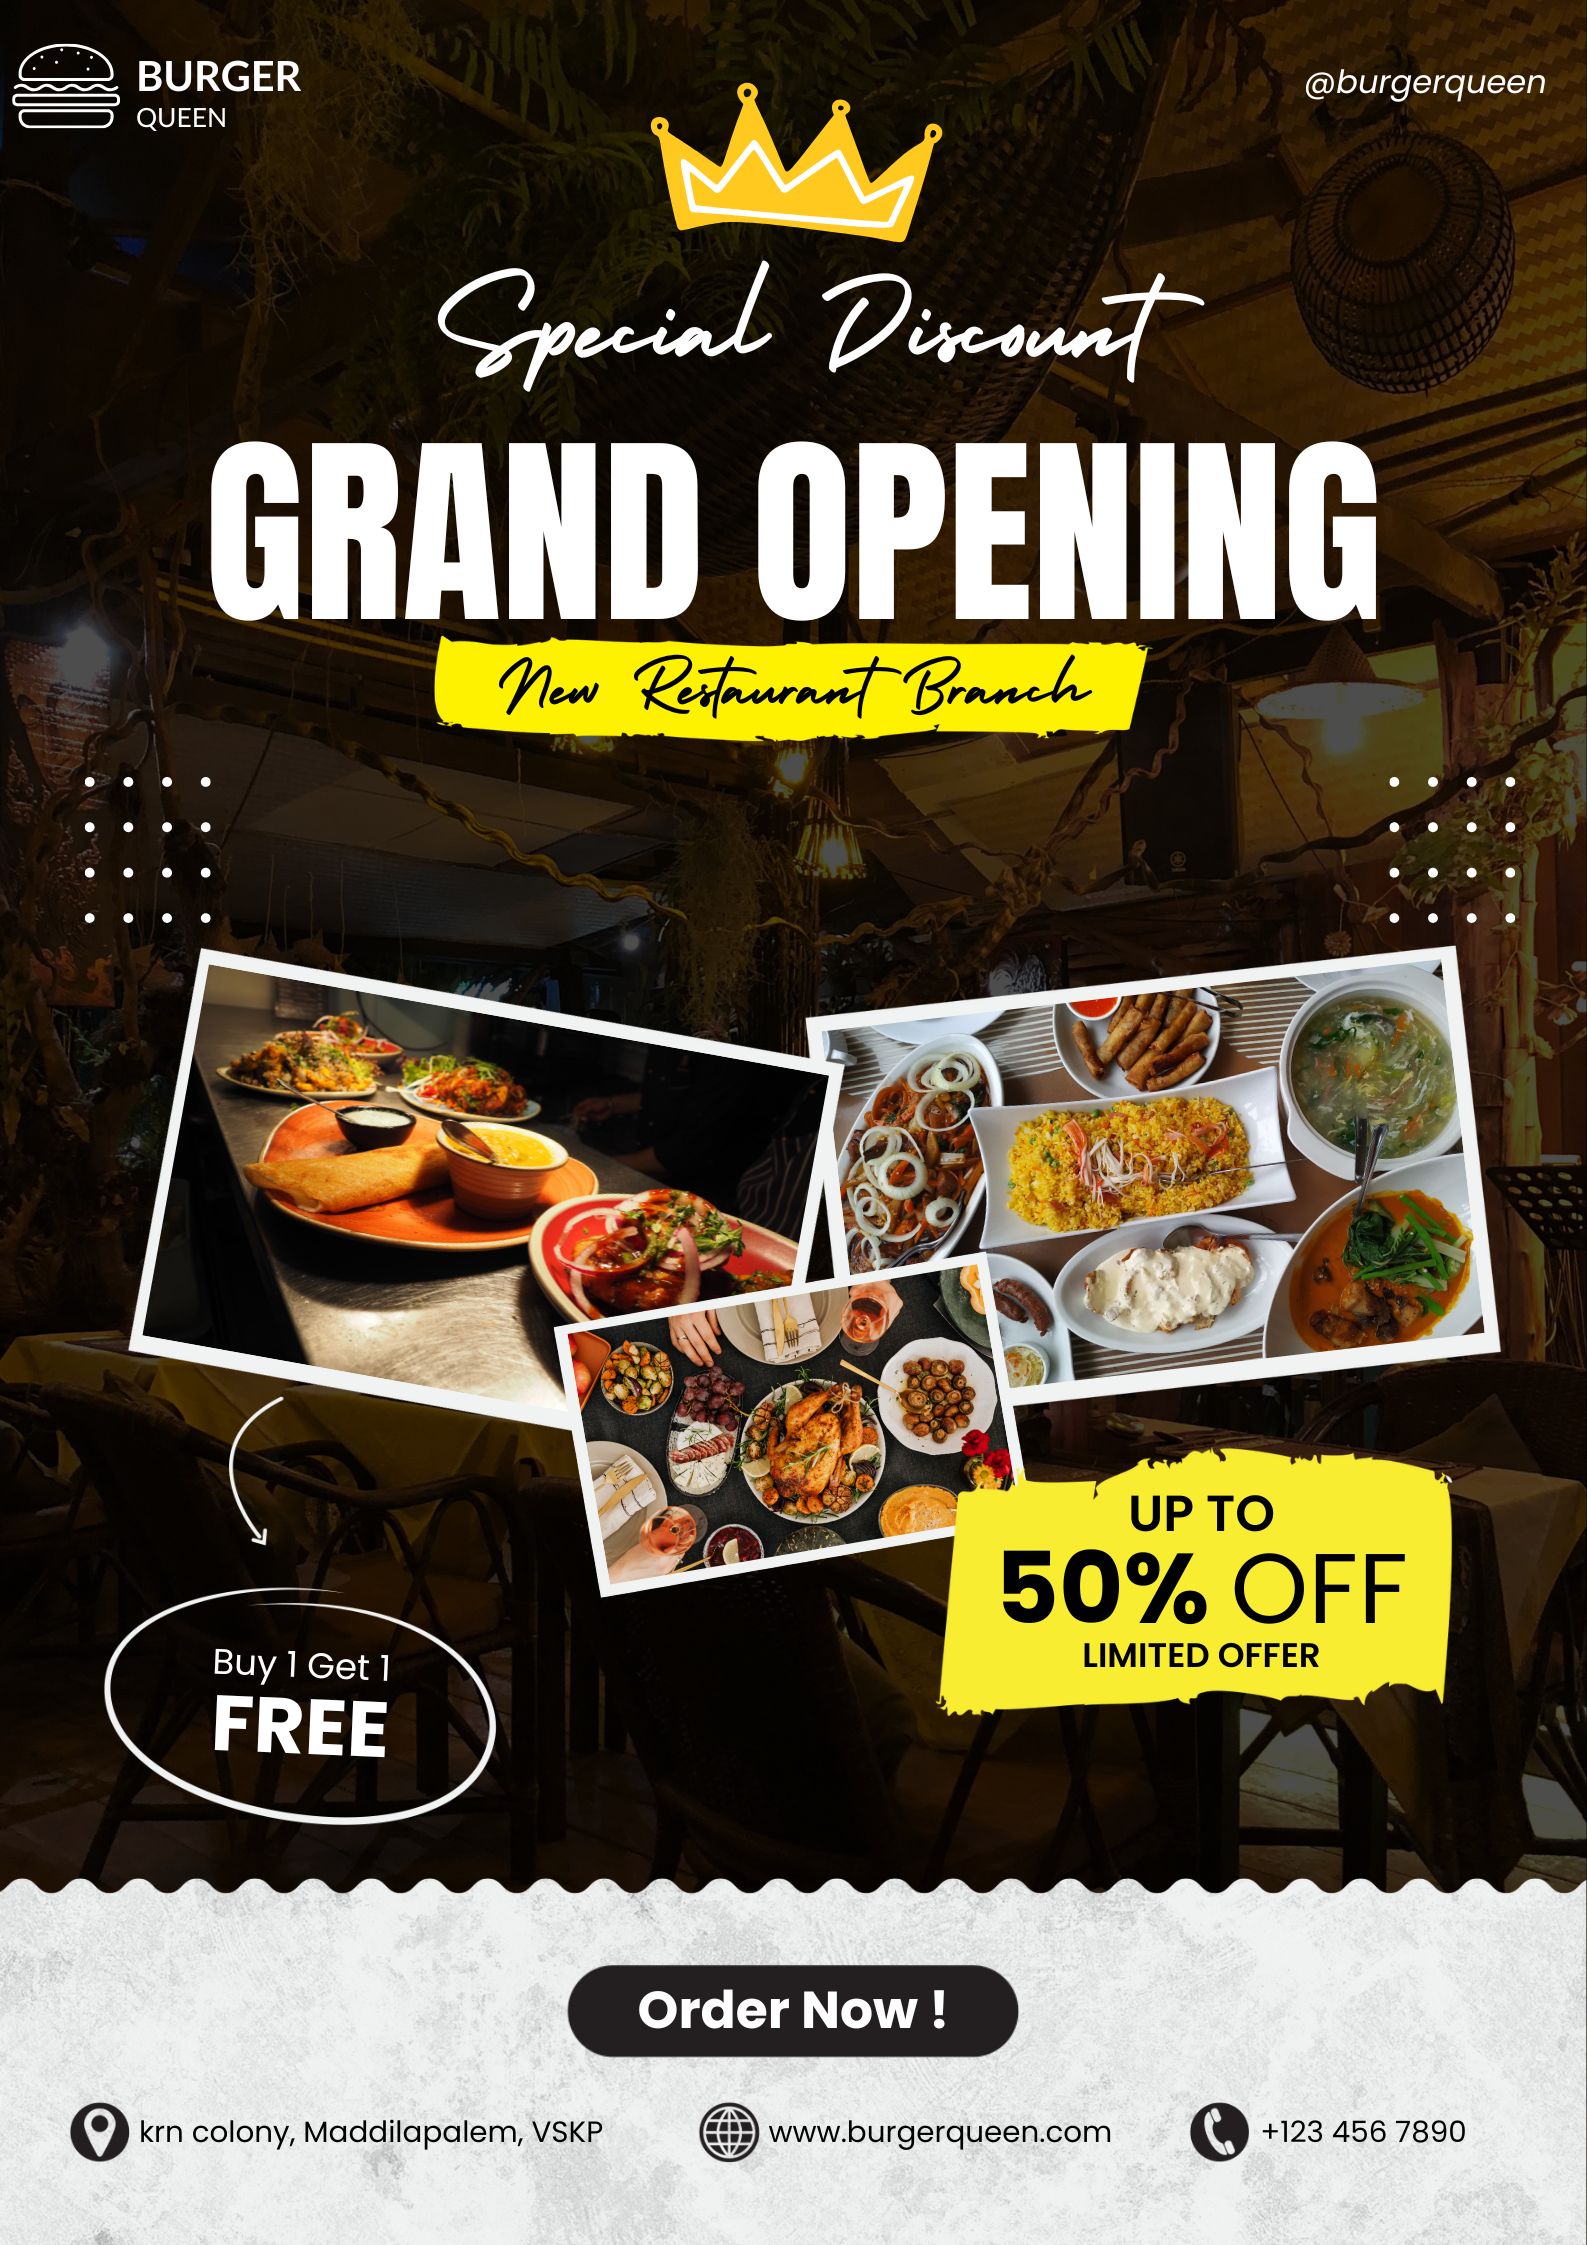 BURGER
QUEEN
@burgerqueen
Special Discount
GRAND OPENING
New Restaurant Branch
UP TO
50% OFF
LIMITED OFFER
Buy 1 Get 1
FREE
Order Now !
krn colony, Maddilapalem, VSKP
www.burgerqueen.com
+123 456 7890